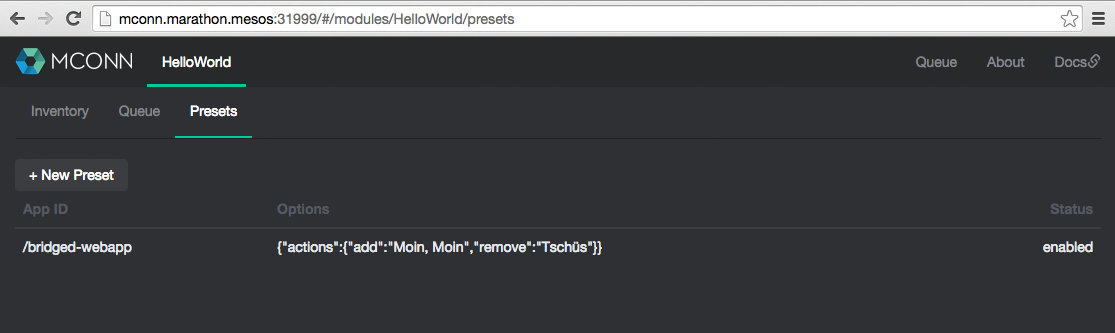 mconn.marathon.mesos:31999/#/modules/HelloWorld/presets
MCONN HelloWorld Queue About Docs
Inventory Queue Presets
+ New Preset
App ID Options Status
/bridged-webapp {"actions":{"add":"Moin, Moin","remove":"Tschüs"}} enabled